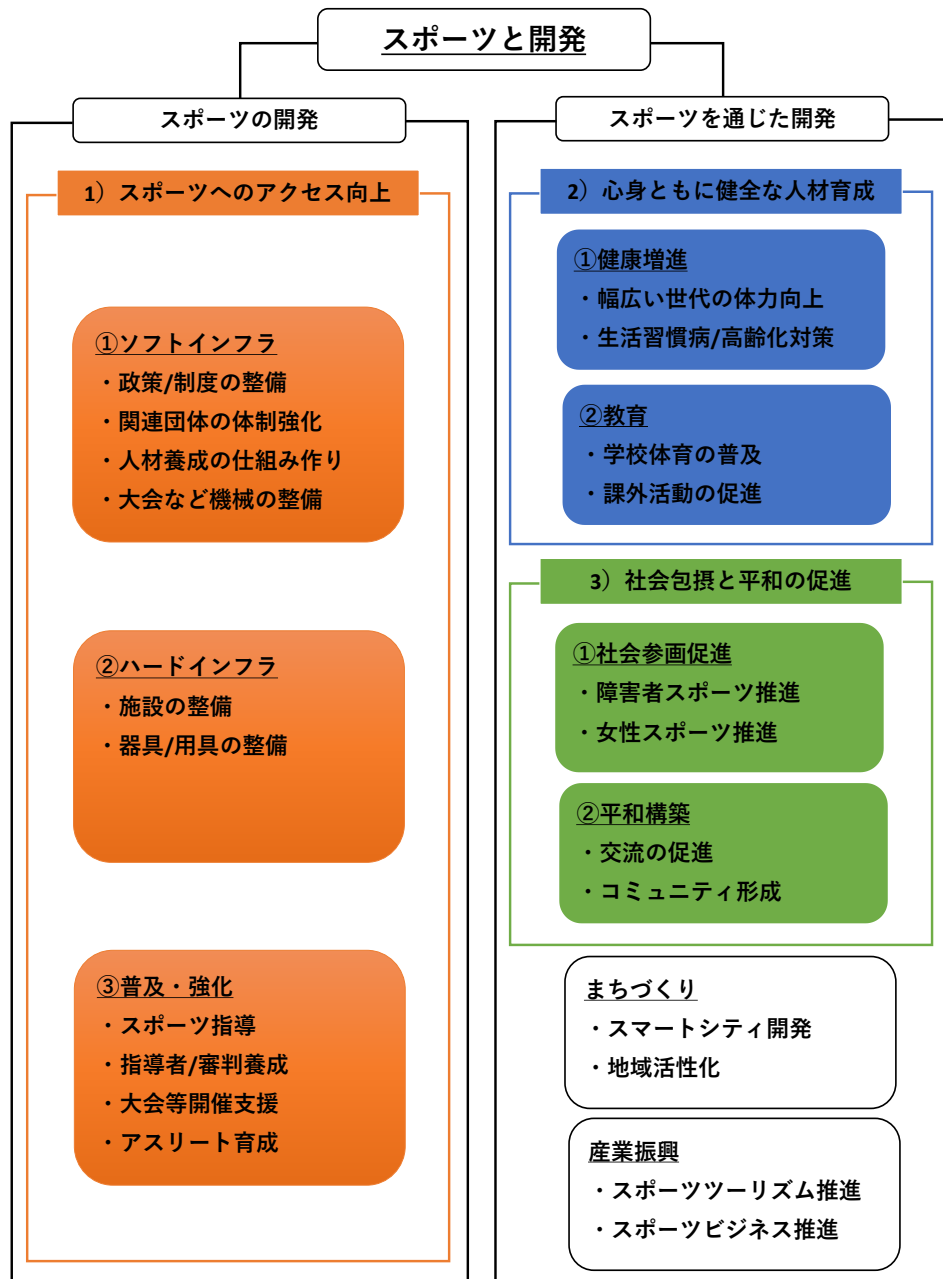 スポーツと開発
スポーツの開発
1）スポーツへのアクセス向上
①ソフトインフラ
・政策/制度の整備
・関連団体の体制強化
・人材養成の仕組み作り
・大会など機械の整備
②ハードインフラ
・施設の整備
・器具/用具の整備
③普及・強化
・スポーツ指導
・指導者/審判養成
・大会等開催支援
・アスリート育成
スポーツを通じた開発
2）心身ともに健全な人材育成
①健康増進
・幅広い世代の体力向上
・生活習慣病/高齢化対策
②教育
・学校体育の普及
・課外活動の促進
3）社会包摂と平和の促進
①社会参画促進
・障害者スポーツ推進
・女性スポーツ推進
②平和構築
・交流の促進
・コミュニティ形成
まちづくり
・スマートシティ開発
・地域活性化
産業振興
・スポーツツーリズム推進
・スポーツビジネス推進